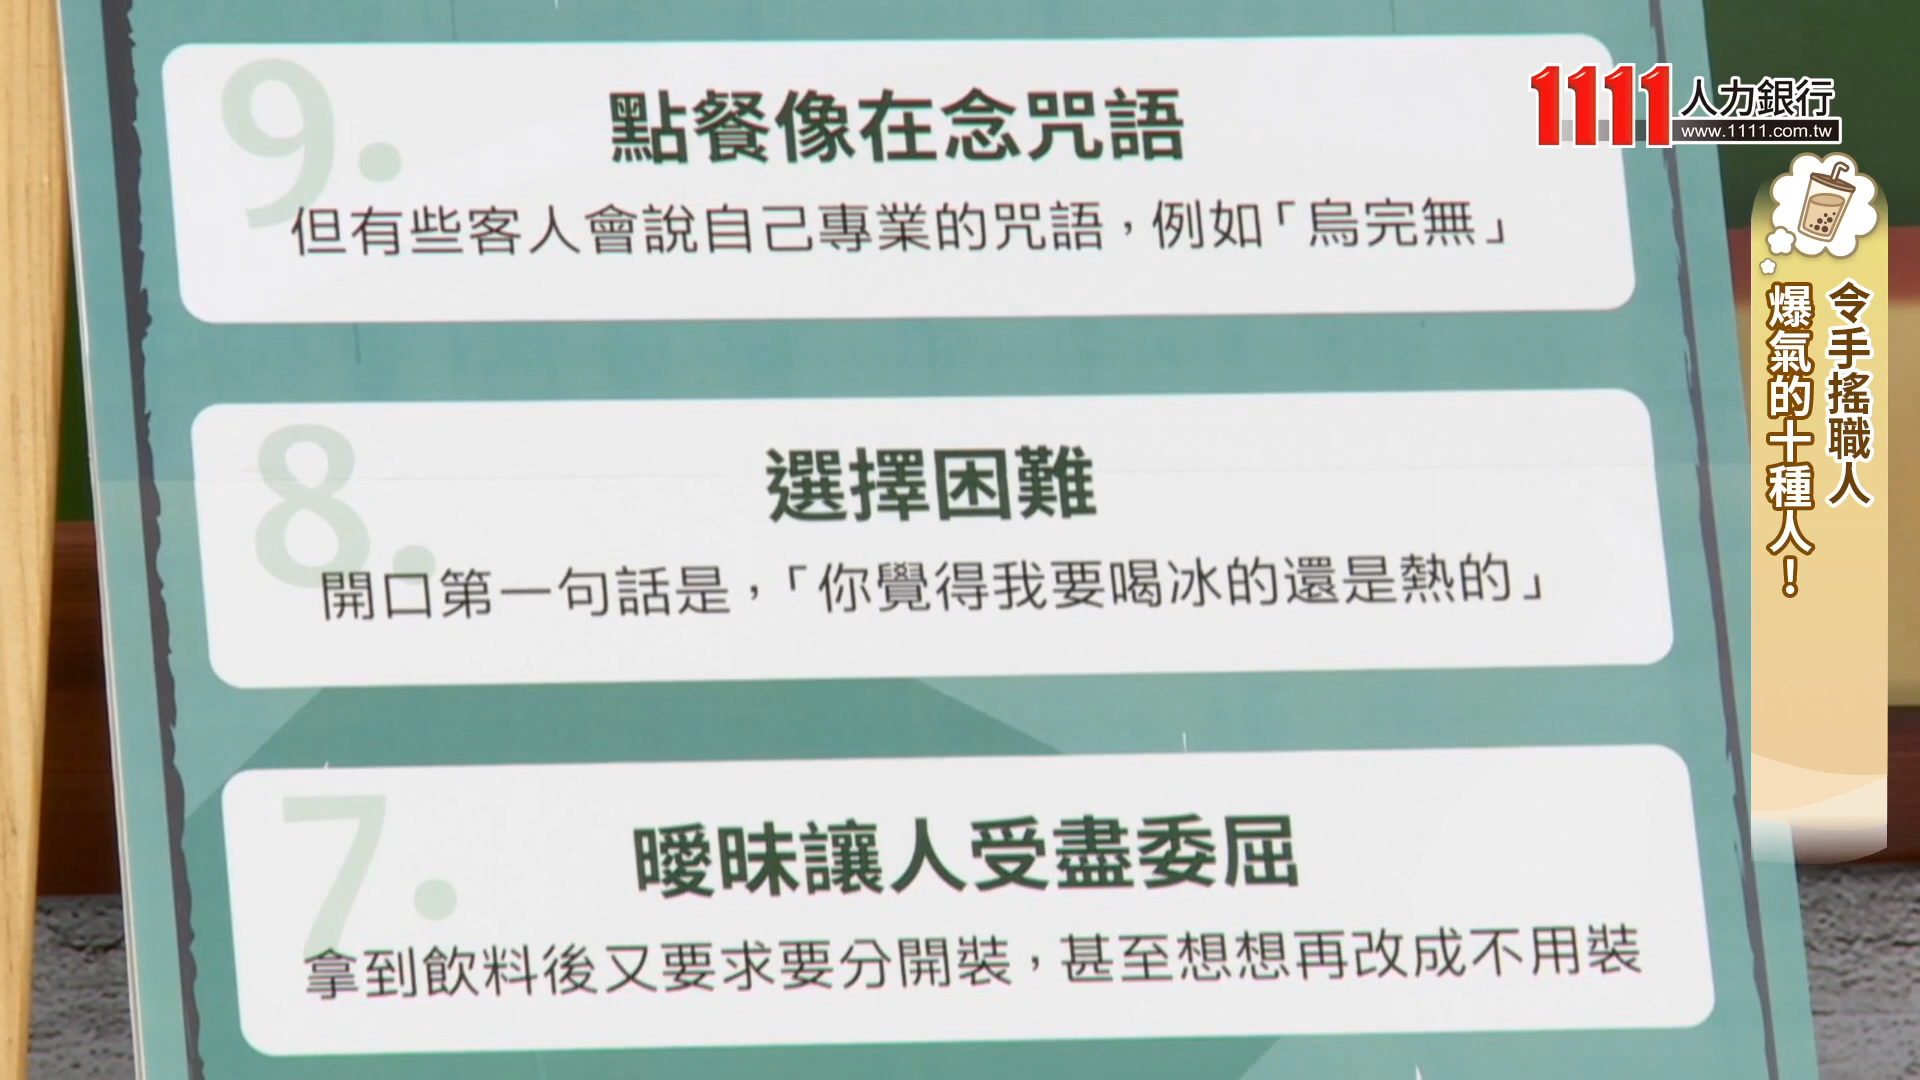 9.
點餐像在念咒語
但有些客人會說自己專業的咒語，例如「烏完無」
8.
選擇困難
開口第一句話是，「你覺得我要喝冰的還是熱的」
7.
曖昧讓人受盡委屈
拿到飲料後又要求要分開裝，甚至想想再改成不用裝
1111人力銀行
www.1111.com.tw
令手搖職人
爆氣的十種人！